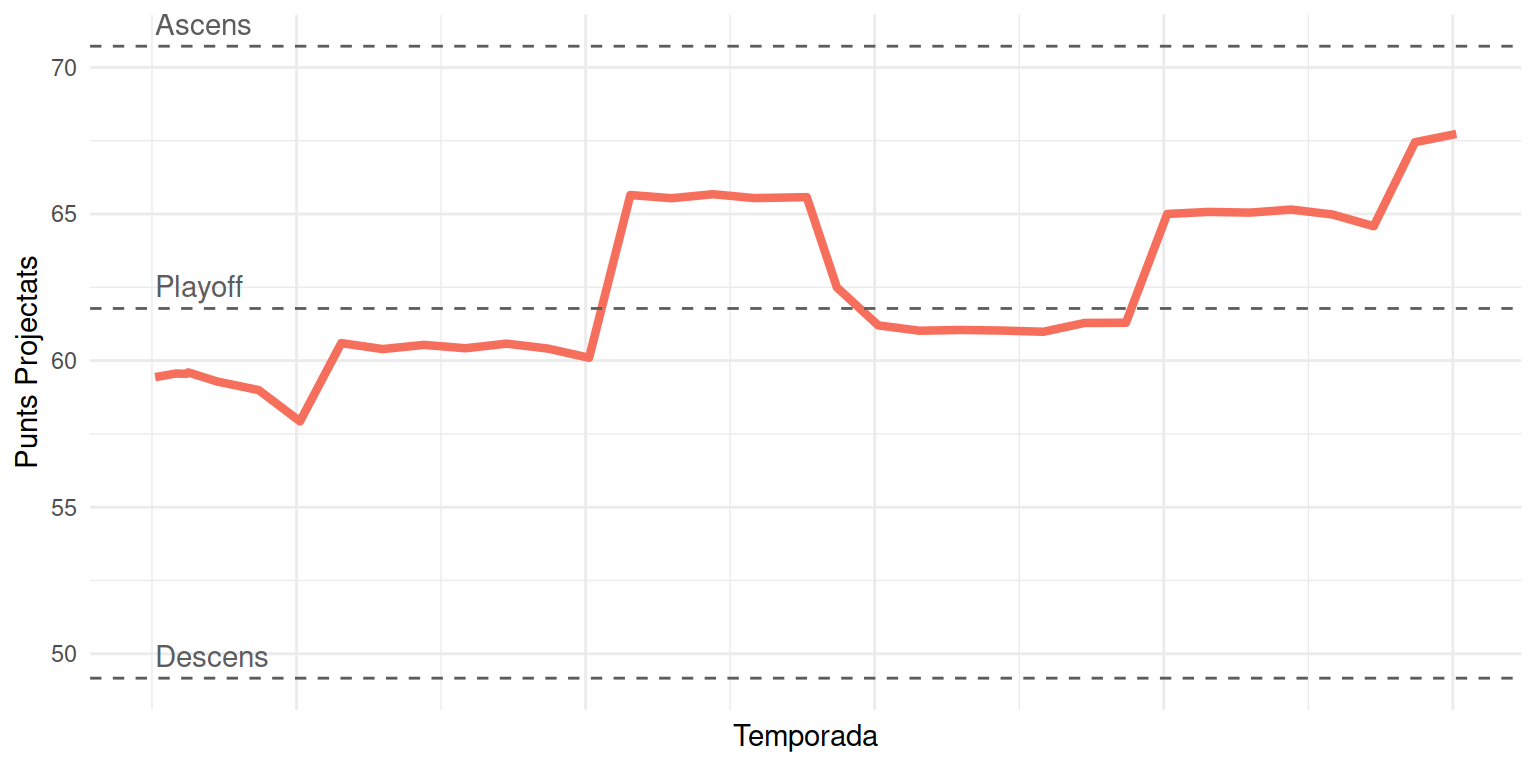 Ascens
70
65
Playoff
60
55
Descens
50
Punts Projectats
Temporada